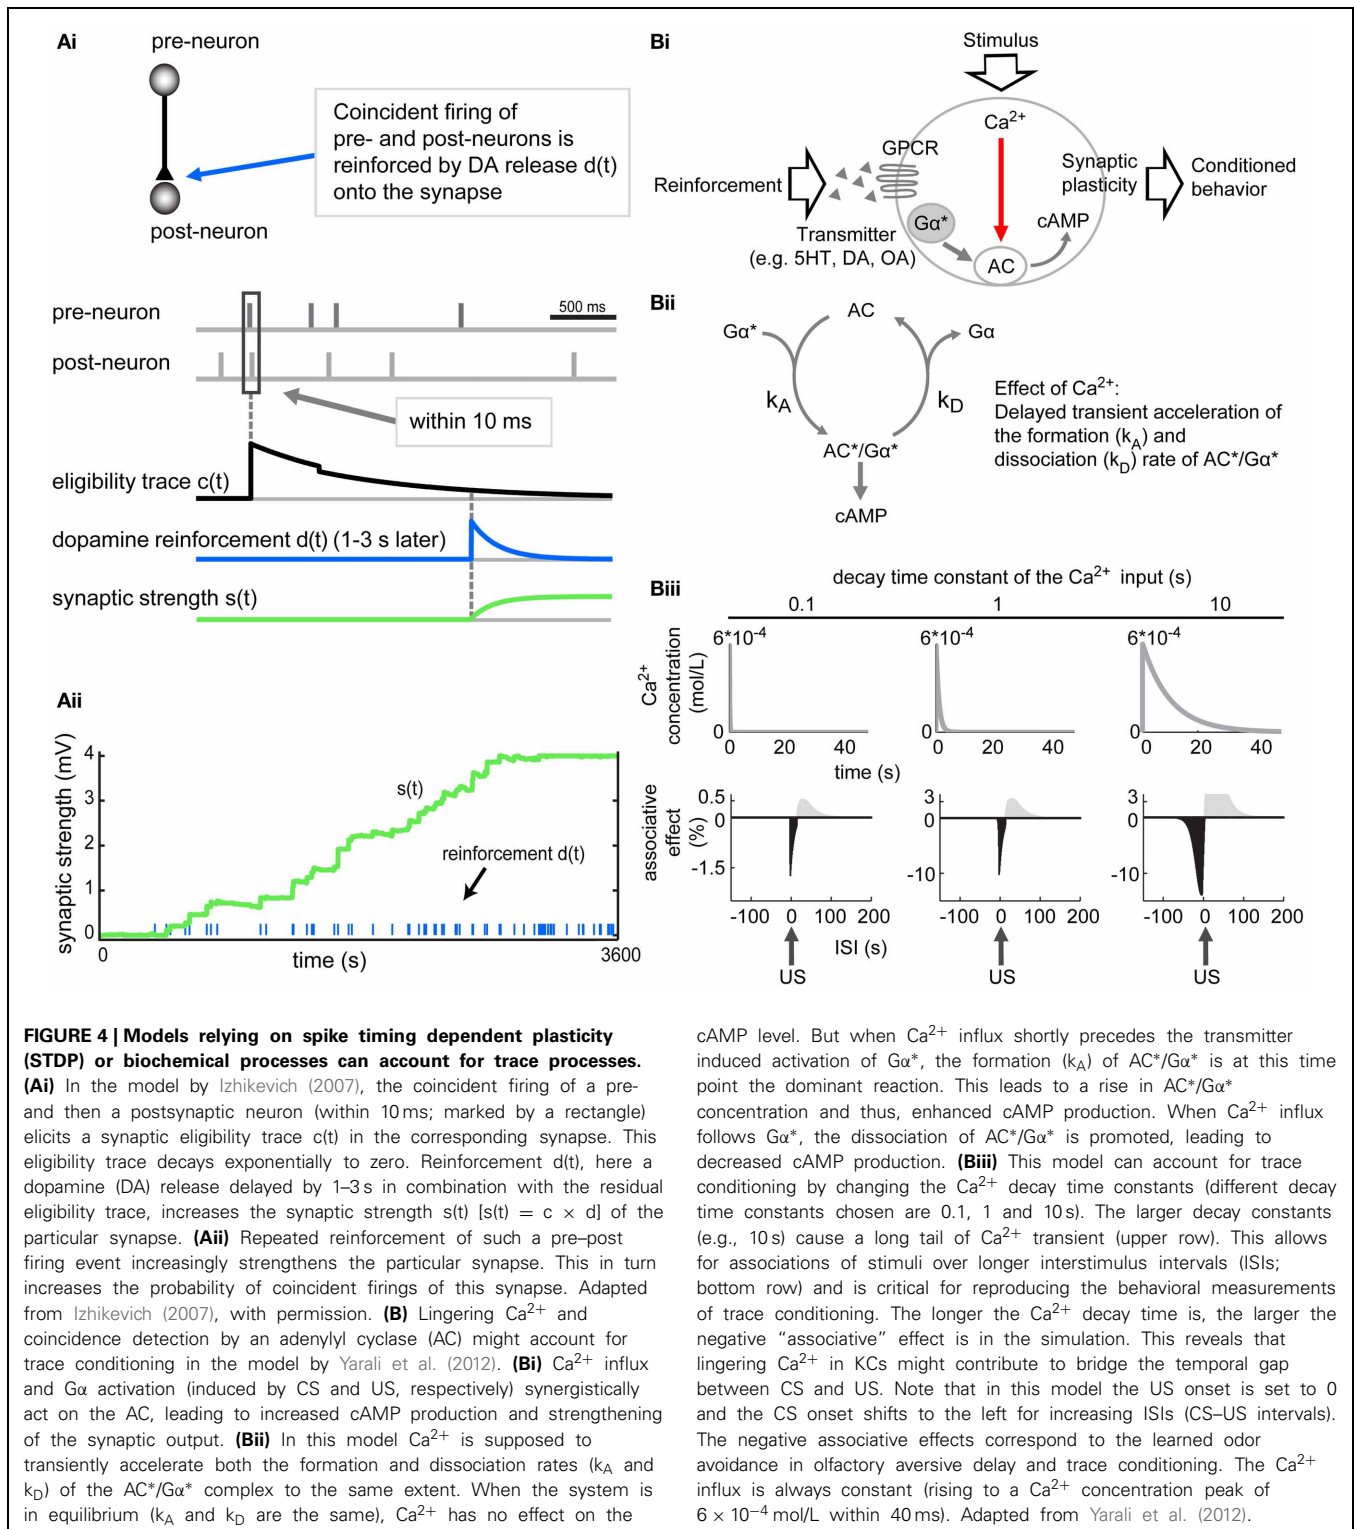 Ai
pre-neuron
Coincident firing of
pre- and post-neurons is
reinforced by DA release d(t)
onto the synapse
post-neuron
pre-neuron
500 ms
post-neuron
within 10 ms
eligibility trace c(t)
dopamine reinforcement d(t) (1-3 s later)
synaptic strength s(t)
Aii
synaptic strength (mV)
4
3
2
1
0
s(t)
reinforcement d(t)
0
time (s)
3600
Bi
Stimulus
Ca2+
GPCR
Synaptic
plasticity
Conditioned
behavior
Reinforcement
Gα*
cAMP
Transmitter
(e.g. 5HT, DA, OA)
AC
Bii
AC
Gα*
Gα
kA
kD
AC*/Gα*
cAMP
Effect of Ca2+:
Delayed transient acceleration of
the formation (kA) and
dissociation (kD) rate of AC*/Gα*
Biii
decay time constant of the Ca2+ input (s)
0.1 1 10
Ca2+
concentration
(mol/L)
6*10-4 6*10-4 6*10-4
0 0 0
0 20 40 0 20 40 0 20 40
time (s)
associative
effect
(%)
0.5 3 3
0 0 0
-1.5 -10 -10
-100 0 100 200 -100 0 100 200 -100 0 100 200
ISI (s)
US US US
FIGURE 4 | Models relying on spike timing dependent plasticity
(STDP) or biochemical processes can account for trace processes.
(Ai) In the model by Izhikevich (2007), the coincident firing of a pre-
and then a postsynaptic neuron (within 10 ms; marked by a rectangle)
elicits a synaptic eligibility trace c(t) in the corresponding synapse. This
eligibility trace decays exponentially to zero. Reinforcement d(t), here a
dopamine (DA) release delayed by 1–3 s in combination with the residual
eligibility trace, increases the synaptic strength s(t) [s(t) = c × d] of the
particular synapse. (Aii) Repeated reinforcement of such a pre–post
firing event increasingly strengthens the particular synapse. This in turn
increases the probability of coincident firings of this synapse. Adapted
from Izhikevich (2007), with permission. (B) Lingering Ca2+ and
coincidence detection by an adenylyl cyclase (AC) might account for
trace conditioning in the model by Yarali et al. (2012). (Bi) Ca2+ influx
and Gα activation (induced by CS and US, respectively) synergistically
act on the AC, leading to increased cAMP production and strengthening
of the synaptic output. (Bii) In this model Ca2+ is supposed to
transiently accelerate both the formation and dissociation rates (kA and
kD) of the AC*/Gα* complex to the same extent. When the system is
in equilibrium (kA and kD are the same), Ca2+ has no effect on the
cAMP level. But when Ca2+ influx shortly precedes the transmitter
induced activation of Gα*, the formation (kA) of AC*/Gα* is at this time
point the dominant reaction. This leads to a rise in AC*/Gα*
concentration and thus, enhanced cAMP production. When Ca2+ influx
follows Gα*, the dissociation of AC*/Gα* is promoted, leading to
decreased cAMP production. (Biii) This model can account for trace
conditioning by changing the Ca2+ decay time constants (different decay
time constants chosen are 0.1, 1 and 10 s). The larger decay constants
(e.g., 10 s) cause a long tail of Ca2+ transient (upper row). This allows
for associations of stimuli over longer interstimulus intervals (ISIs;
bottom row) and is critical for reproducing the behavioral measurements
of trace conditioning. The longer the Ca2+ decay time is, the larger the
negative “associative” effect is in the simulation. This reveals that
lingering Ca2+ in KCs might contribute to bridge the temporal gap
between CS and US. Note that in this model the US onset is set to 0
and the CS onset shifts to the left for increasing ISIs (CS–US intervals).
The negative associative effects correspond to the learned odor
avoidance in olfactory aversive delay and trace conditioning. The Ca2+
influx is always constant (rising to a Ca2+ concentration peak of
6 × 10−4 mol/L within 40 ms). Adapted from Yarali et al. (2012).